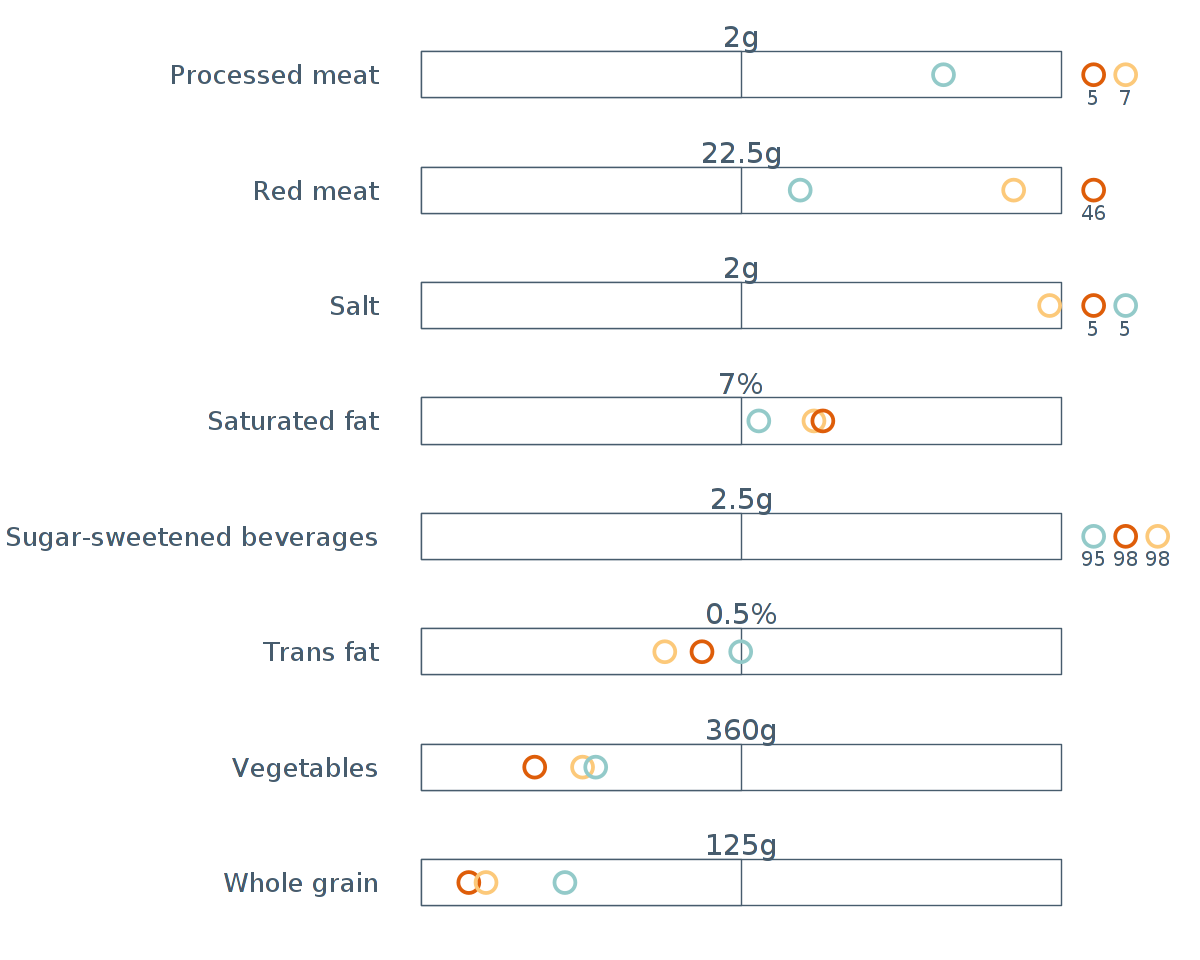 2g
Processed meat
5 7
22.5g
Red meat
46
2g
Salt
5 5
7%
Saturated fat
2.5g
Sugar-sweetened beverages
95 98 98
0.5%
Trans fat
360g
Vegetables
125g
Whole grain